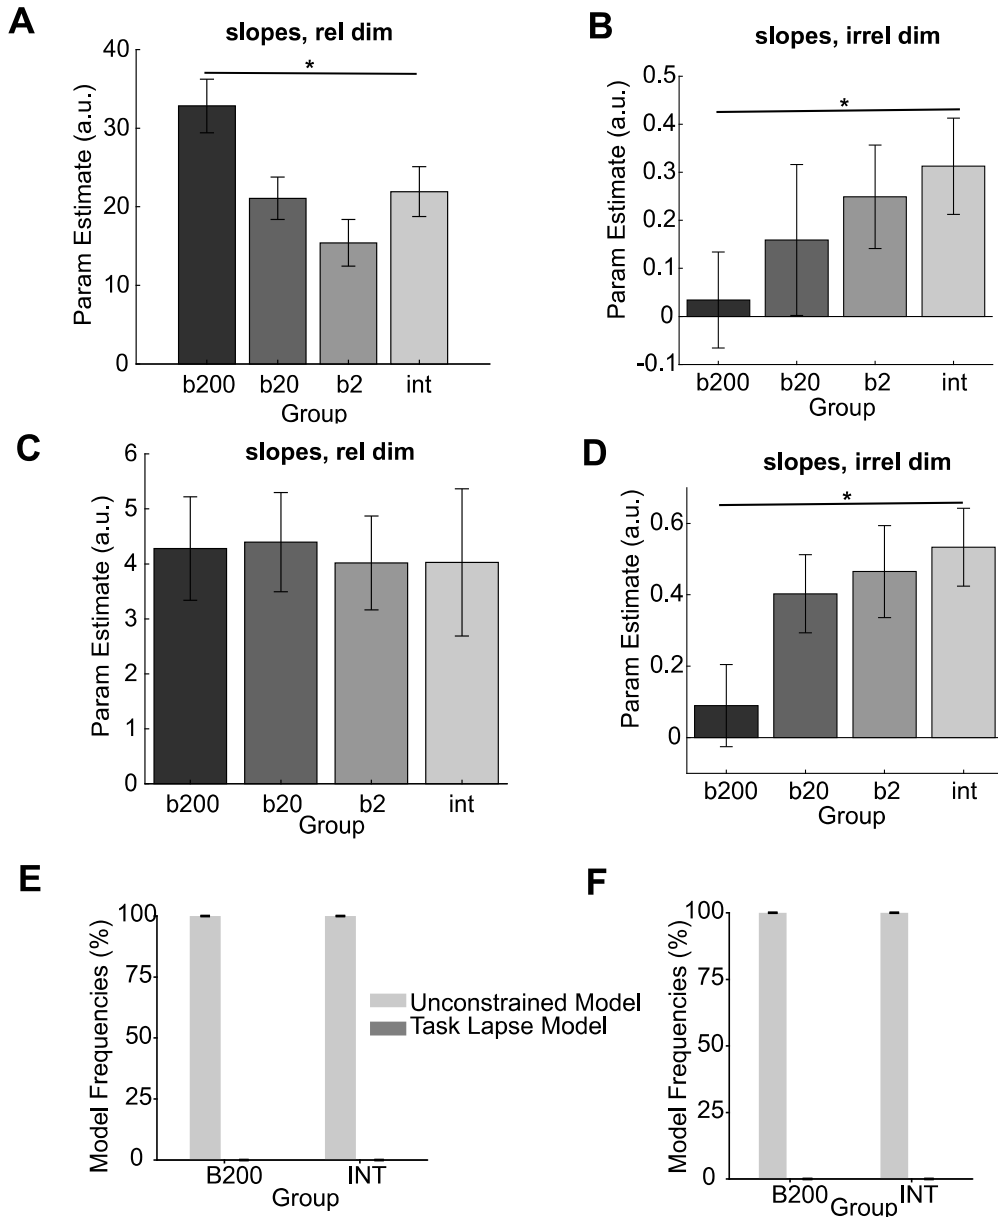 A
slopes, rel dim
*
40
30
20
10
0
Param Estimate (a.u.)
b200 b20 b2 int
Group
B
slopes, irrel dim
*
0.5
0.4
0.3
0.2
0.1
0
-0.1
Param Estimate (a.u.)
b200 b20 b2 int
Group
C
slopes, rel dim
6
5
4
3
2
1
0
Param Estimate (a.u.)
b200 b20 b2 int
Group
D
slopes, irrel dim
*
0.6
0.4
0.2
0
Param Estimate (a.u.)
b200 b20 b2 int
Group
E
100
75
50
25
0
Model Frequencies (%)
B200 INT
Group
Unconstrained Model
Task Lapse Model
F
100
75
50
25
0
Model Frequencies (%)
B200 INT
Group